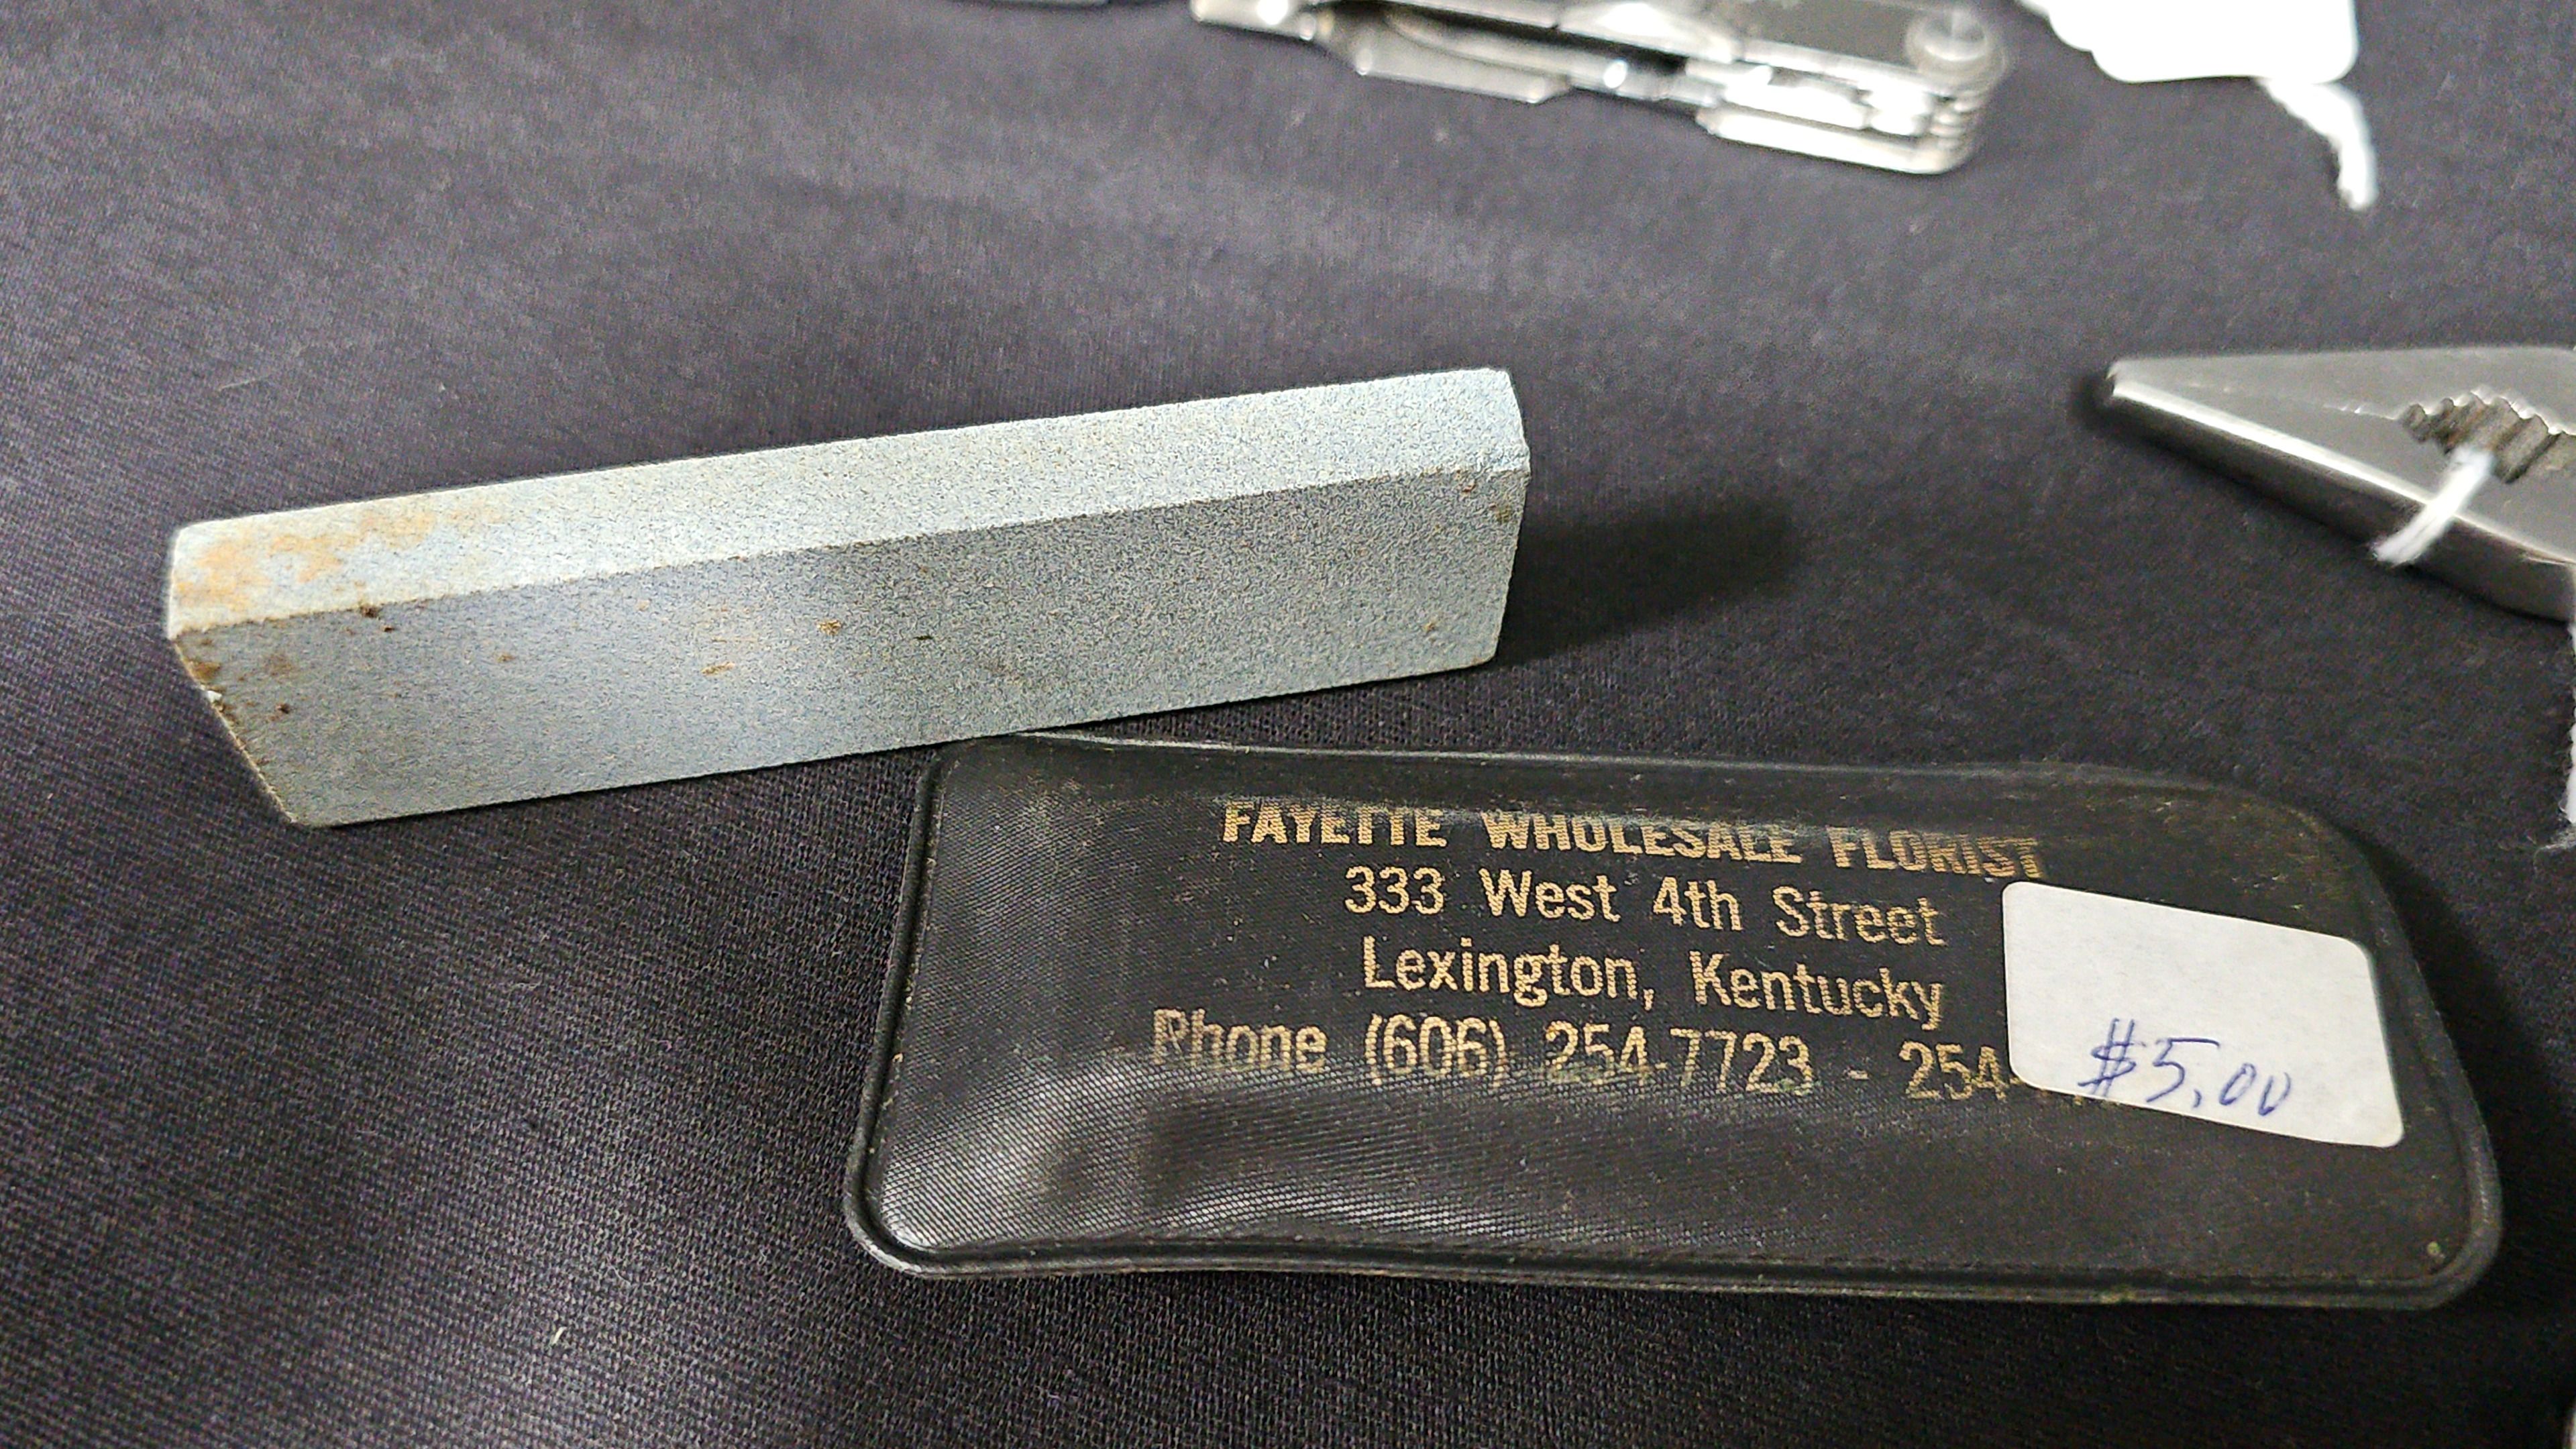 FAYETTE WHOLESALE FLORIST
333 West 4th Street
Lexington, Kentucky
Phone (606) 254-7723 - 254-
$5.00